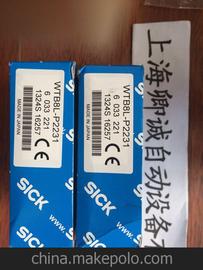 WTB8L-P2231
6 033 221
1324S 16257
MADE IN JAPAN
CE
SICK
WTB8L-P2231
6 033 221
1324S 16257
MADE IN JAPAN
CE
SICK
上海卿诚自动设备
china.makepolo.com